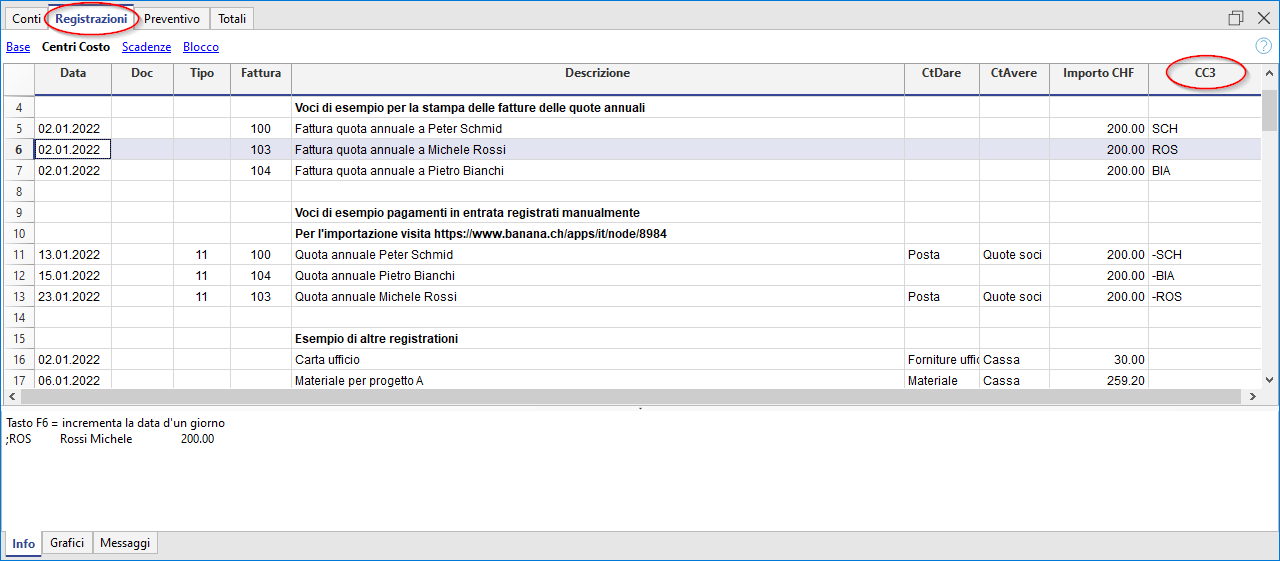 Conti Registrazioni Preventivo Totali
Base Centri Costo Scadenze Blocco ?
Data Doc Tipo Fattura Descrizione CtDare CtAvere Importo CHF CC3
4 Voci di esempio per la stampa delle fatture delle quote annuali
5 02.01.2022 100 Fattura quota annuale a Peter Schmid 200.00 SCH
6 02.01.2022 103 Fattura quota annuale a Michele Rossi 200.00 ROS
7 02.01.2022 104 Fattura quota annuale a Pietro Bianchi 200.00 BIA
8
9 Voci di esempio pagamenti in entrata registrati manualmente
10 Per l'importazione visita https://www.banana.ch/apps/it/node/8984
11 13.01.2022 11 100 Quota annuale Peter Schmid Posta Quote soci 200.00 -SCH
12 15.01.2022 11 104 Quota annuale Pietro Bianchi 200.00 -BIA
13 23.01.2022 11 103 Quota annuale Michele Rossi Posta Quote soci 200.00 -ROS
14
15 Esempio di altre registrationi
16 02.01.2022 Carta ufficio Forniture uffic Cassa 30.00
17 06.01.2022 Materiale per progetto A Materiale Cassa 259.20
Tasto F6 = incrementa la data d'un giorno
;ROS Rossi Michele 200.00
Info Grafici Messaggi